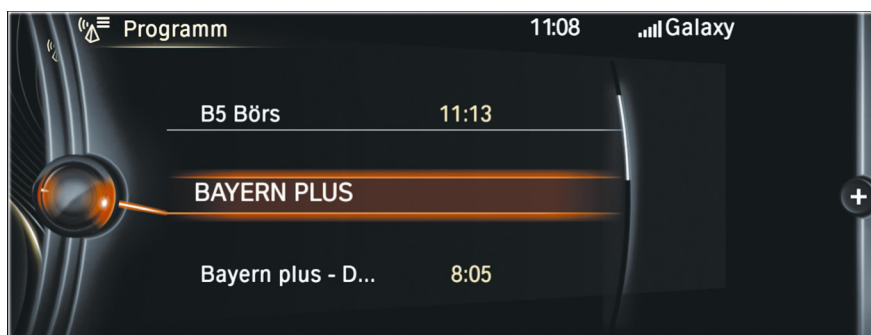 Programm 11:08 Galaxy
B5 Börs 11:13
BAYERN PLUS
Bayern plus - D... 8:05